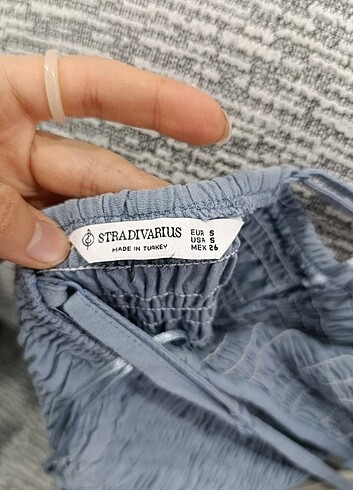 STRADIVARIUS
MADE IN TURKEY
EUR S
USA S
MEX 26